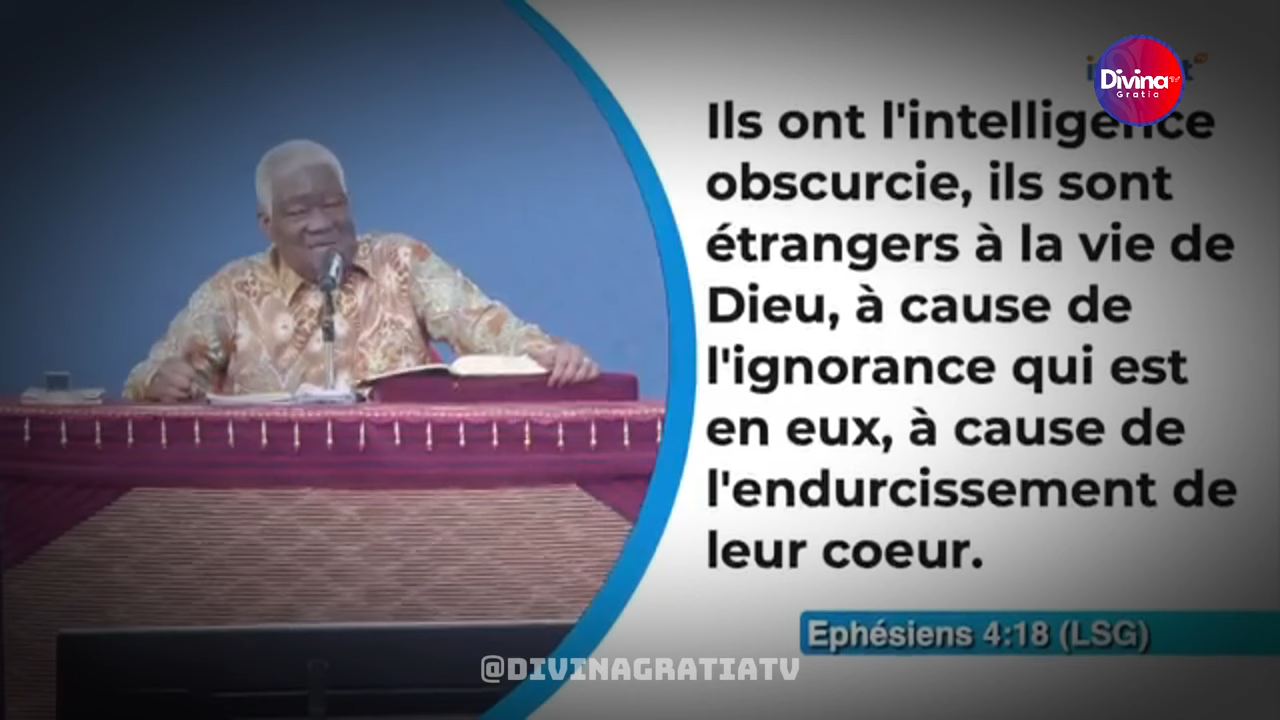 Divina TV
Gratia
Ils ont l'intelligence
obscurcie, ils sont
étrangers à la vie de
Dieu, à cause de
l'ignorance qui est
en eux, à cause de
l'endurcissement de
leur coeur.
Ephésiens 4:18 (LSG)
@DIVINAGRATIATV